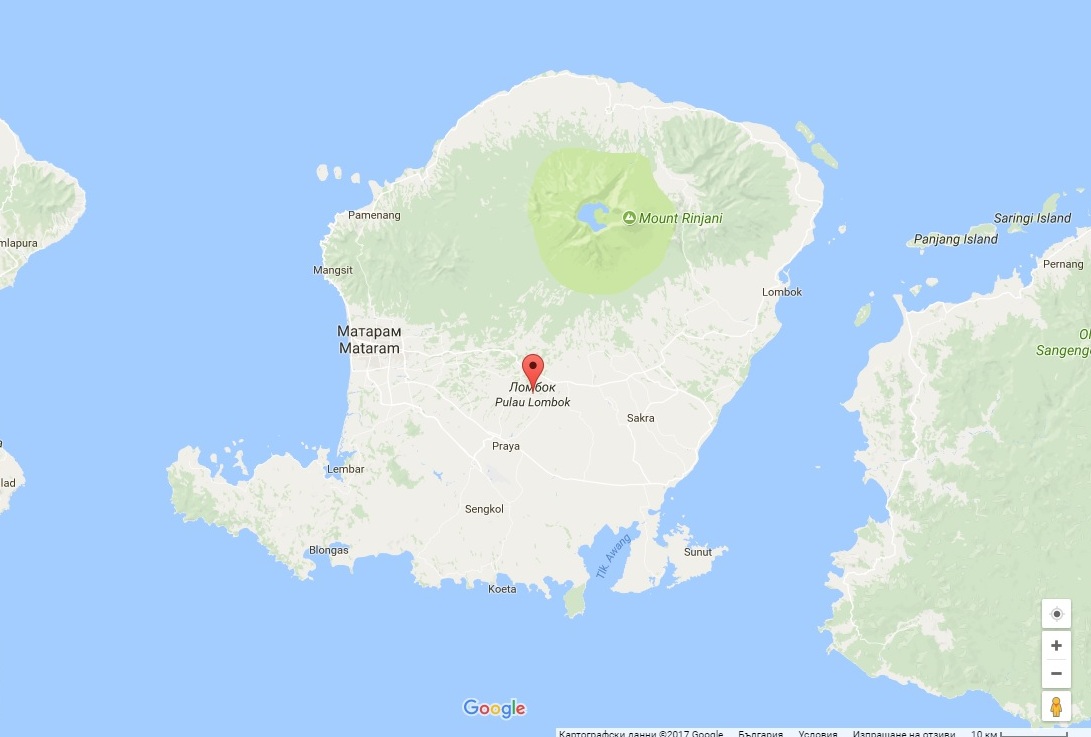 Saringi Island
Pamenang
Mount Rinjani
mlapura
Panjang Island
Pernang
Mangsit
Lombok
Матарам
Mataram
Sangeng
Ломбок
Pulau Lombok
Sakra
Praya
Lembar
lad
Sengkol
Blongas
Tlk. Awang
Sunut
Koeta
Google
Картографски данни ©2017 Google България Условия Изпращане на отзиви 10 км